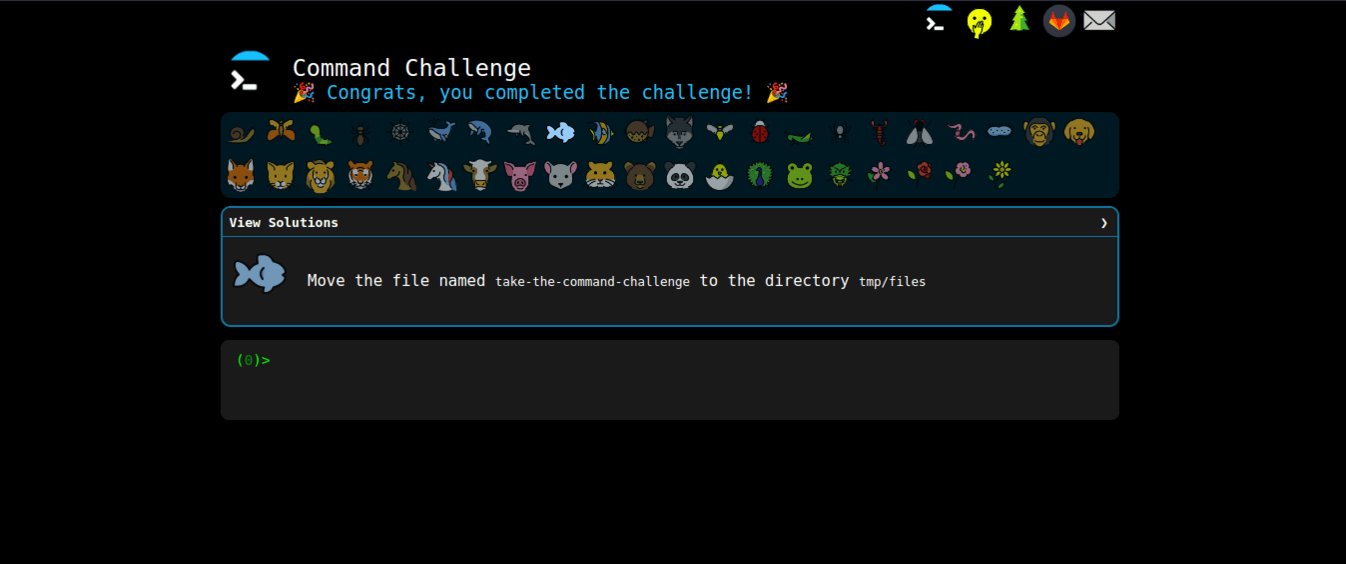 Command Challenge
🎉 Congrats, you completed the challenge! 🎉
View Solutions ❯
Move the file named take-the-command-challenge to the directory tmp/files
(0)>